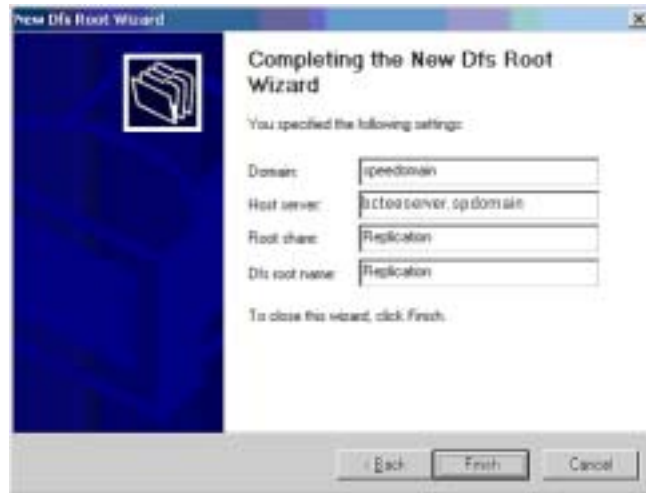 New Dfs Root Wizard
Completing the New Dfs Root
Wizard
You specified the following settings:
Domain:
Host server:
Root share: Replication
Dfs root name: Replication
To close this wizard, click Finish.
< Back Finish Cancel